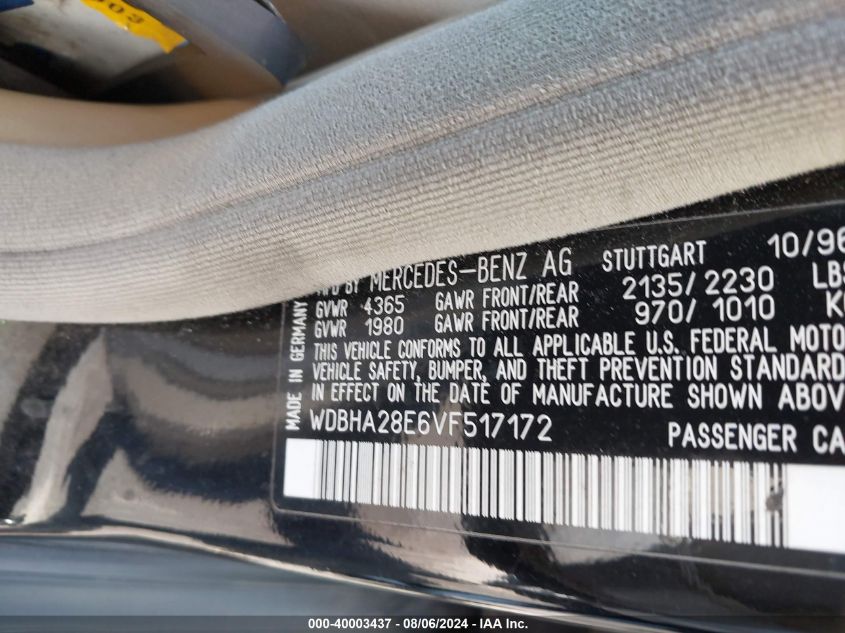 MFD BY MERCEDES-BENZ AG STUTTGART 10/96
GVWR 4365 GAWR FRONT/REAR 2135/2230 LBS
GVWR 1980 GAWR FRONT/REAR 970/1010
THIS VEHICLE CONFORMS TO ALL APPLICABLE U.S. FEDERAL MOTO
VEHICLE SAFETY, BUMPER, AND THEFT PREVENTION STANDARD
IN EFFECT ON THE DATE OF MANUFACTURE SHOWN ABOV
WDBHA28E6VF517172
PASSENGER CA
MADE IN GERMANY
000-40003437 - 08/06/2024 - IAA Inc.